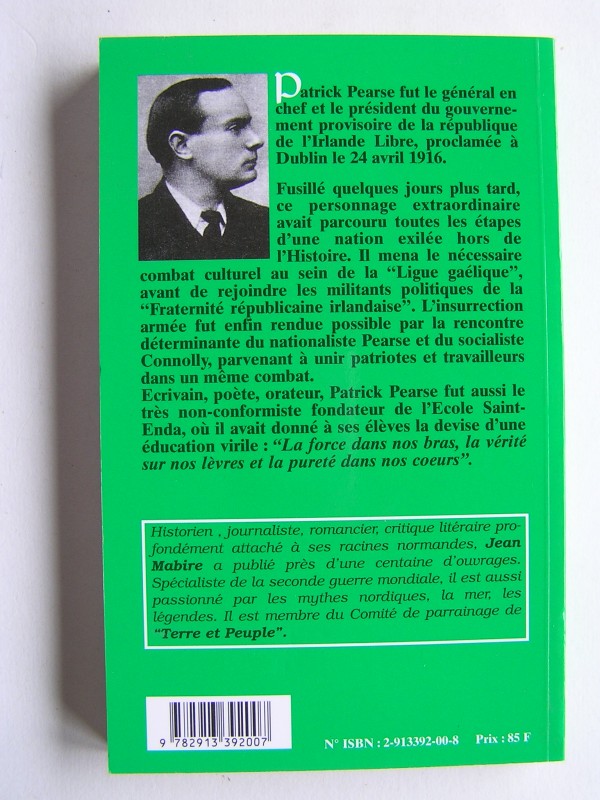 Patrick Pearse fut le général en
chef et le président du gouverne-
ment provisoire de la république
de l'Irlande Libre, proclamée à
Dublin le 24 avril 1916.
Fusillé quelques jours plus tard,
ce personnage extraordinaire
avait parcouru toutes les étapes
d'une nation exilée hors de
l'Histoire. Il mena le nécessaire
combat culturel au sein de la "Ligue gaélique",
avant de rejoindre les militants politiques de la
"Fraternité républicaine irlandaise". L'insurrection
armée fut enfin rendue possible par la rencontre
déterminante du nationaliste Pearse et du socialiste
Connolly, parvenant à unir patriotes et travailleurs
dans un même combat.
Ecrivain, poète, orateur, Patrick Pearse fut aussi le
très non-conformiste fondateur de l'Ecole Saint-
Enda, où il avait donné à ses élèves la devise d'une
éducation virile : "La force dans nos bras, la vérité
sur nos lèvres et la pureté dans nos coeurs".
Historien , journaliste, romancier, critique litéraire pro-
fondément attaché à ses racines normandes, Jean
Mabire a publié près d'une centaine d'ouvrages.
Spécialiste de la seconde guerre mondiale, il est aussi
passionné par les mythes nordiques, la mer, les
légendes. Il est membre du Comité de parrainage de
"Terre et Peuple".
9 782913 392007
N° ISBN : 2-913392-00-8 Prix : 85 F